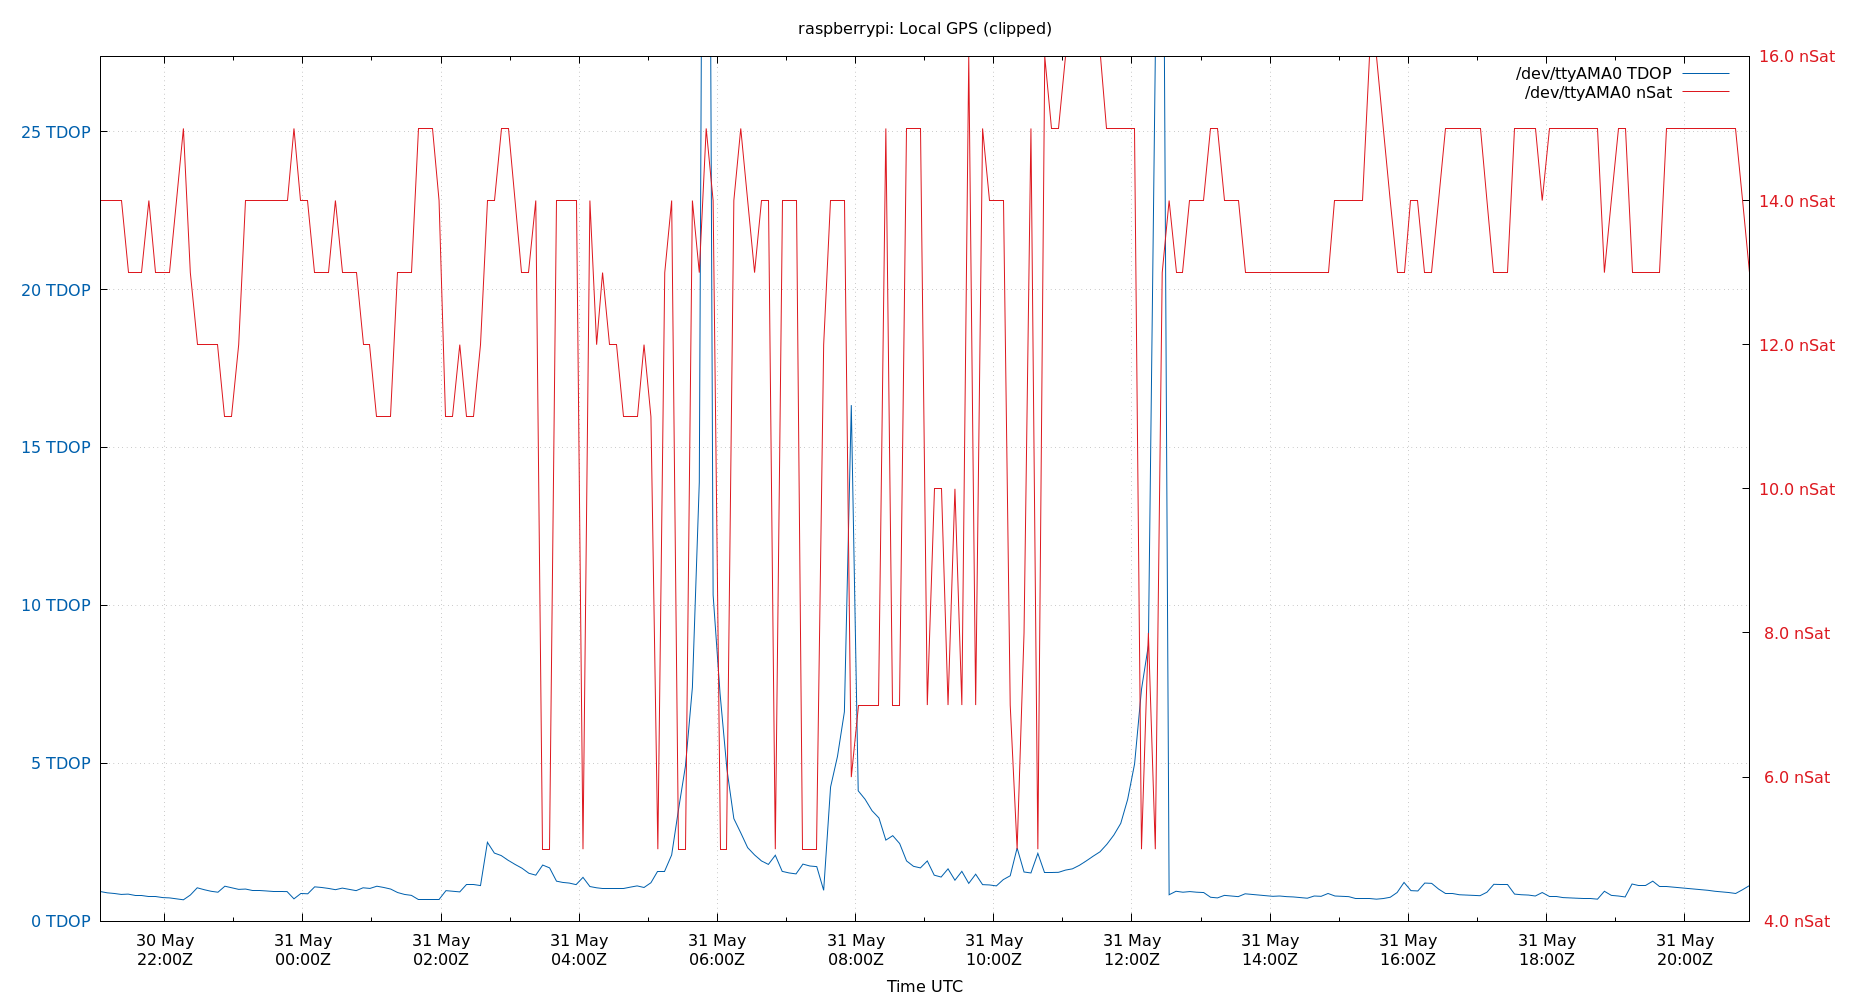 raspberrypi: Local GPS (clipped)
/dev/ttyAMA0 TDOP
/dev/ttyAMA0 nSat
25 TDOP
20 TDOP
15 TDOP
10 TDOP
5 TDOP
0 TDOP
16.0 nSat
14.0 nSat
12.0 nSat
10.0 nSat
8.0 nSat
6.0 nSat
4.0 nSat
30 May
22:00Z
31 May
00:00Z
31 May
02:00Z
31 May
04:00Z
31 May
06:00Z
31 May
08:00Z
31 May
10:00Z
31 May
12:00Z
31 May
14:00Z
31 May
16:00Z
31 May
18:00Z
31 May
20:00Z
Time UTC